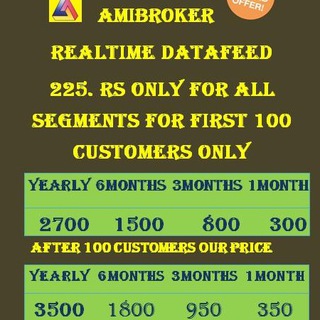 OFFER!
AMIBROKER
REALTIME DATAFEED
225. RS ONLY FOR ALL
SEGMENTS FOR FIRST 100
CUSTOMERS ONLY
YEARLY 6MONTHS 3MONTHS 1MONTH
2700 1500 800 300
AFTER 100 CUSTOMERS OUR PRICE
YEARLY 6MONTHS 3MONTHS 1MONTH
3500 1800 950 350